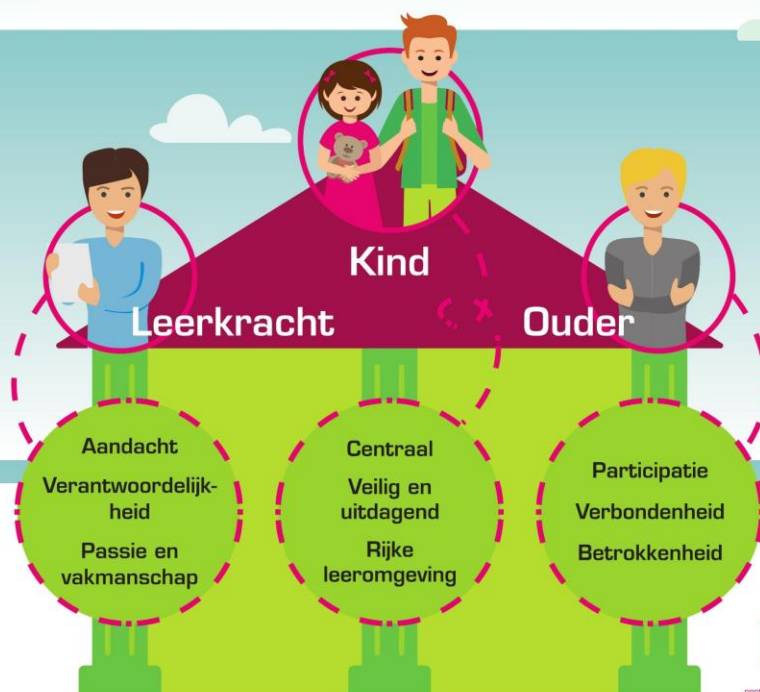 Kind
Leerkracht
Ouder
Aandacht
Verantwoordelijk-
heid
Passie en
vakmanschap
Centraal
Veilig en
uitdagend
Rijke
leeromgeving
Participatie
Verbondenheid
Betrokkenheid